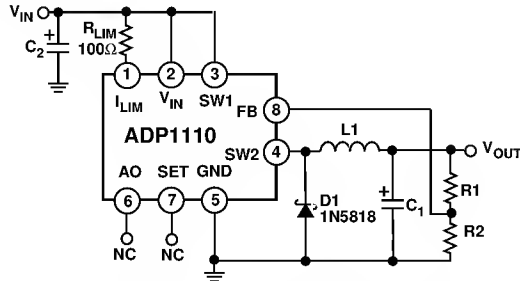 VIN
C2
RLIM
100Ω
1
2
3
ILIM
VIN
SW1
FB
8
ADP1110
SW2
4
L1
VOUT
AO
SET
GND
6
7
5
D1
1N5818
C1
R1
R2
NC
NC